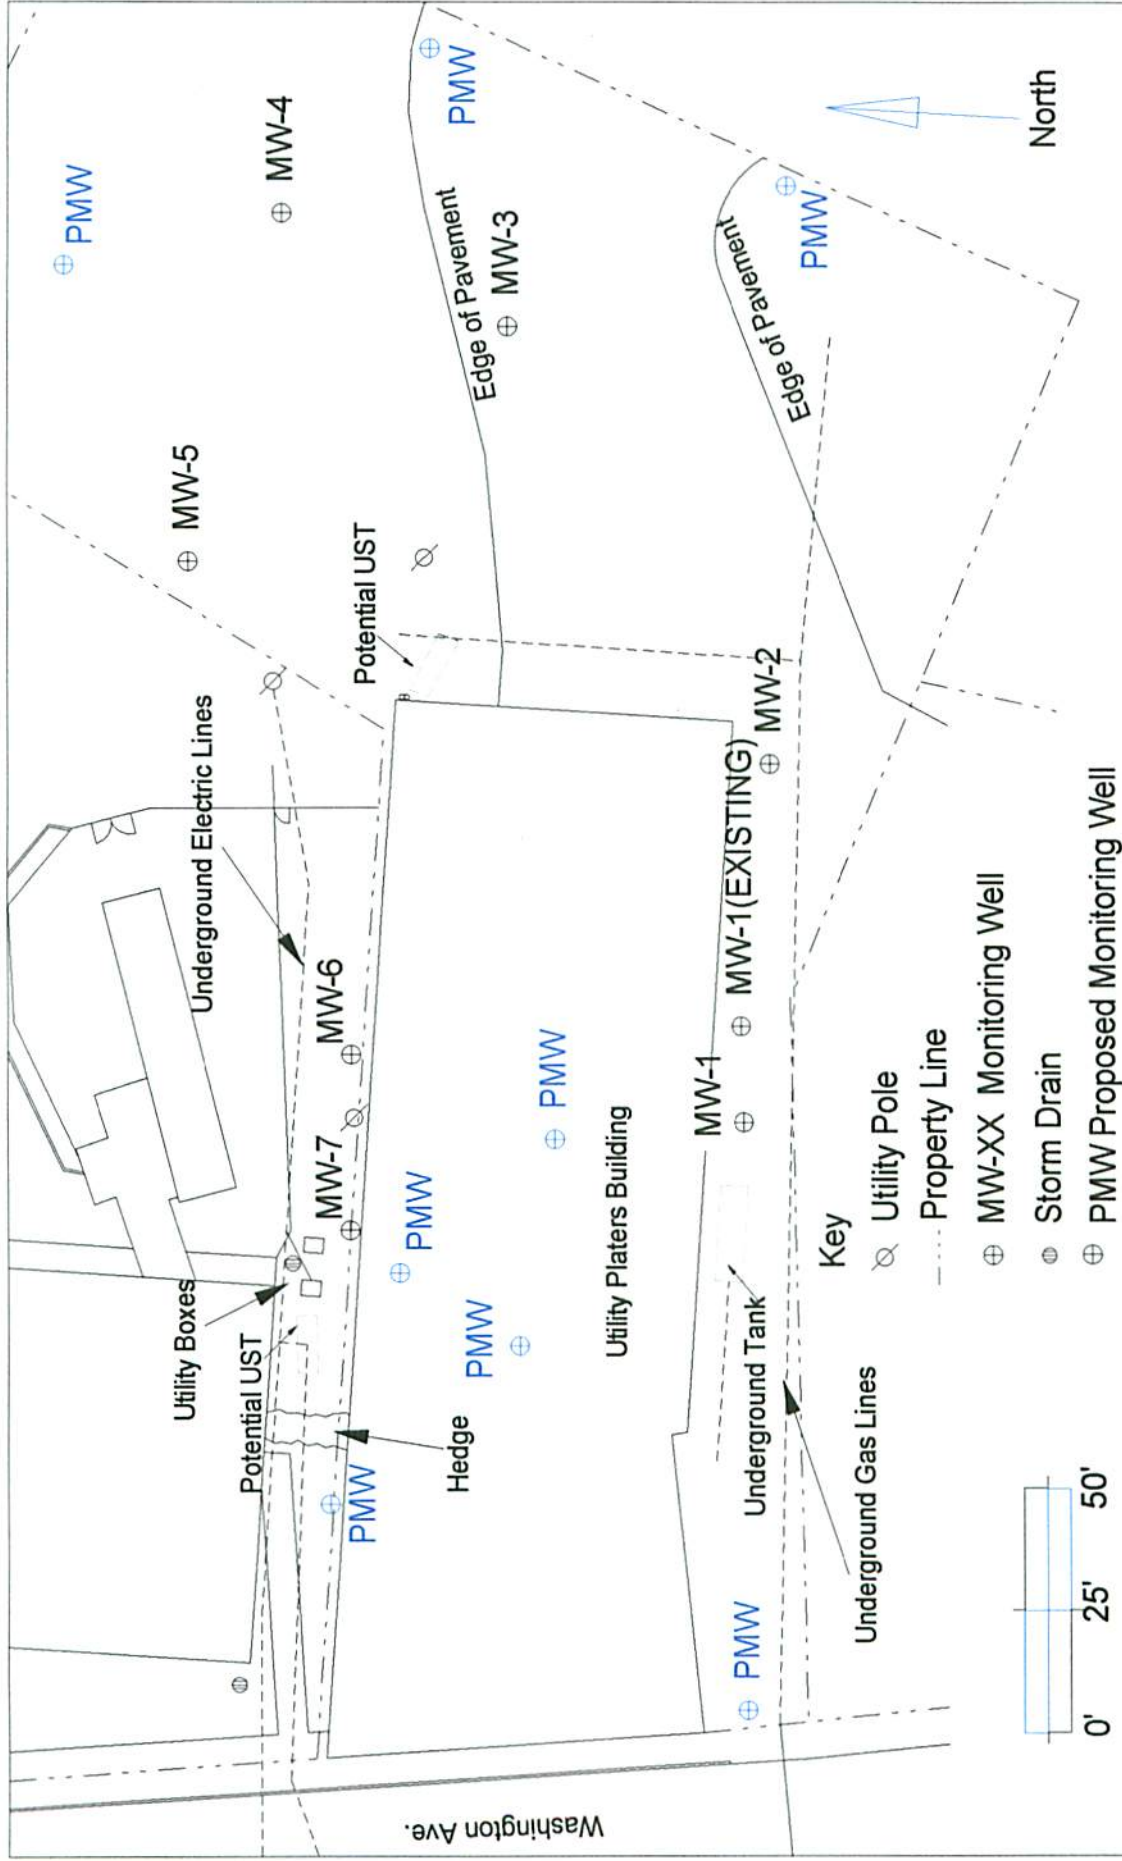 PMW
MW-4
PMW
MW-5
Edge of Pavement
MW-3
Edge of Pavement
PMW
North
Potential UST
Underground Electric Lines
MW-2
MW-1(EXISTING)
MW-6
MW-7
PMW
PMW
PMW
MW-1
Utility Platers Building
Utility Boxes
Potential UST
Hedge
PMW
Underground Tank
Underground Gas Lines
PMW
Washington Ave.
Key
Utility Pole
Property Line
MW-XX Monitoring Well
Storm Drain
PMW Proposed Monitoring Well
0' 25' 50'